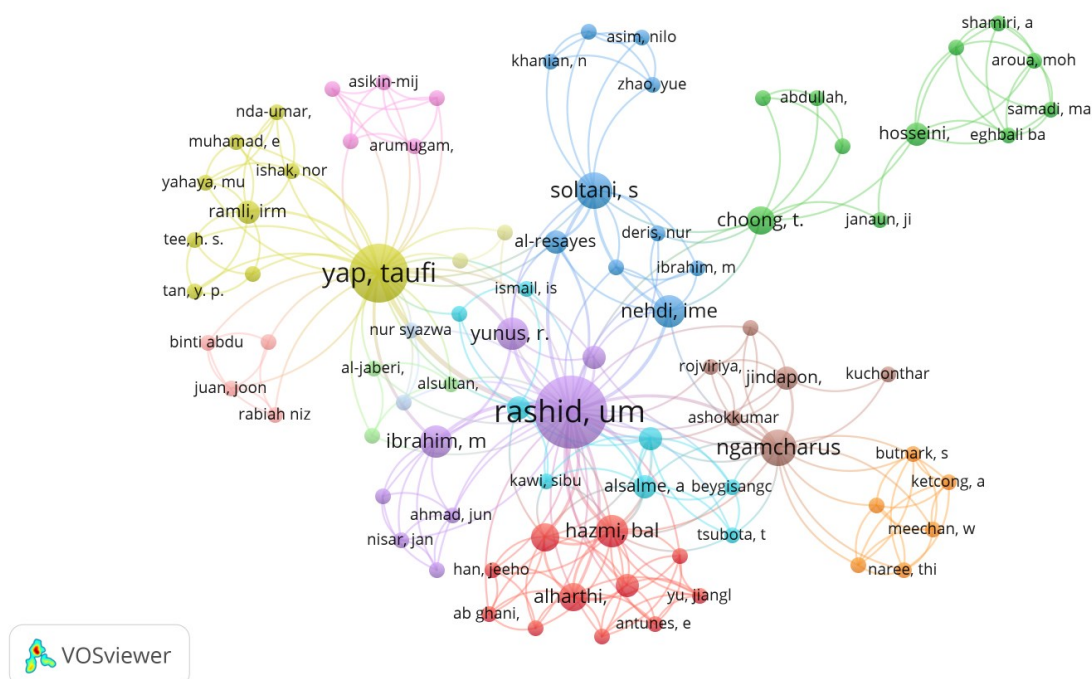 shamiri, a
asim, nilo
khanian, n
aroua, moh
asikin-mij
zhao, yue
abdullah,
samadi, ma
nda-umar,
hosseini,
eghbali ba
muhamad, e
arumugam,
ishak, nor
yahaya, mu
soltani, s
ramli, irm
choong, t.
janaun, ji
tee, h. s.
al-resayes
deris, nur
ibrahim, m
yap, taufi
tan, y. p.
ismail, is
nehdi, ime
nur syazwa
yunus, r.
binti abdu
al-jaberi,
alsultan,
rojviriya,
jindapon,
kuchonthar
juan, joon
rabiah niz
rashid, um
ashokkumar
ibrahim, m
ngamcharus
butnark, s
kawi, sibu
alsalme, a
beygisangc
ketcong, a
ahmad, jun
meechan, w
nisar, jan
hazmi, bal
tsubota, t
han, jeeho
naree, thi
alharthi,
yu, jiangl
ab ghani,
antunes, e
VOSviewer